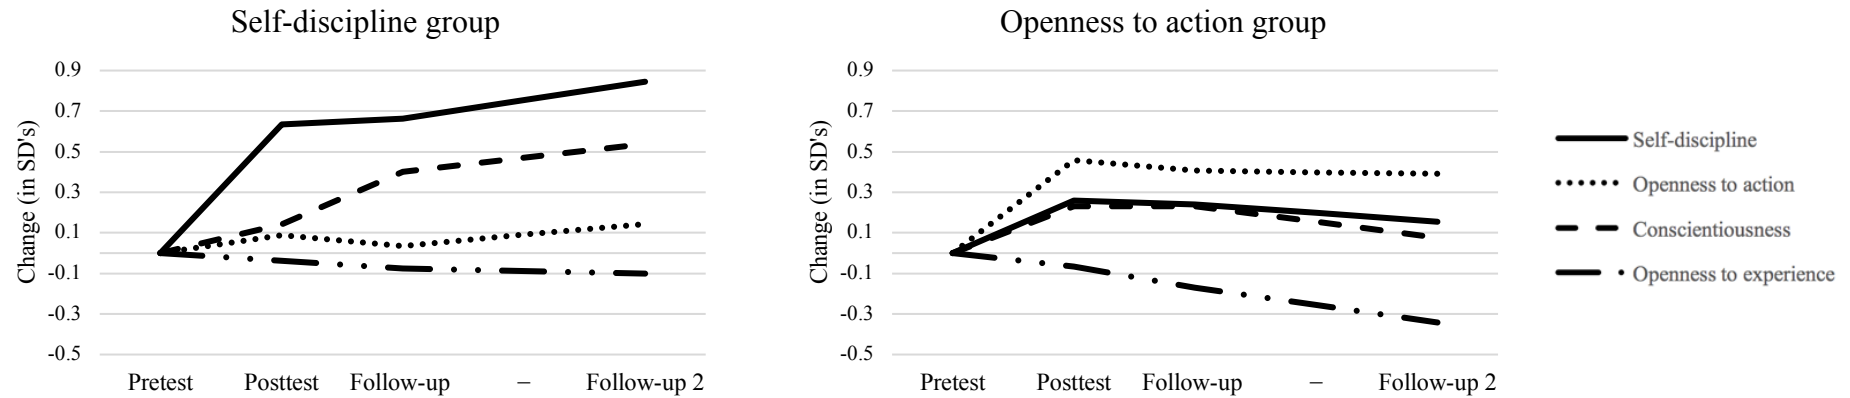 Self-discipline group
Change (in SD's)
0.9
0.7
0.5
0.3
0.1
-0.1
-0.3
-0.5
Pretest Posttest Follow-up – Follow-up 2
Openness to action group
Change (in SD's)
0.9
0.7
0.5
0.3
0.1
-0.1
-0.3
-0.5
Pretest Posttest Follow-up – Follow-up 2
Self-discipline
Openness to action
Conscientiousness
Openness to experience